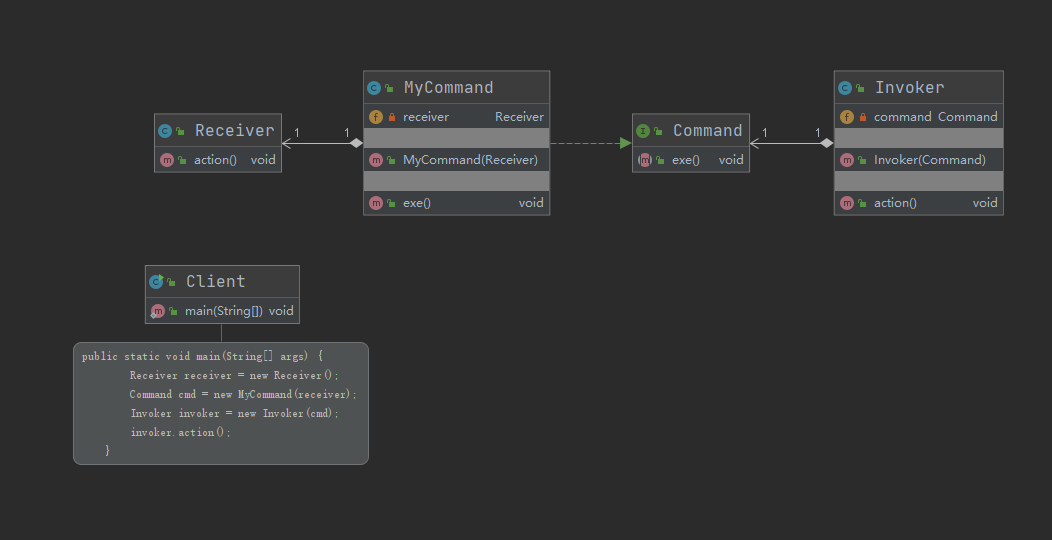 MyCommand
receiver Receiver
MyCommand(Receiver)
exe() void
Receiver
action() void
1 1
Command
exe() void
1 1
Invoker
command Command
Invoker(Command)
action() void
Client
main(String[]) void
public static void main(String[] args) {
Receiver receiver = new Receiver();
Command cmd = new MyCommand(receiver);
Invoker invoker = new Invoker(cmd);
invoker.action();
}